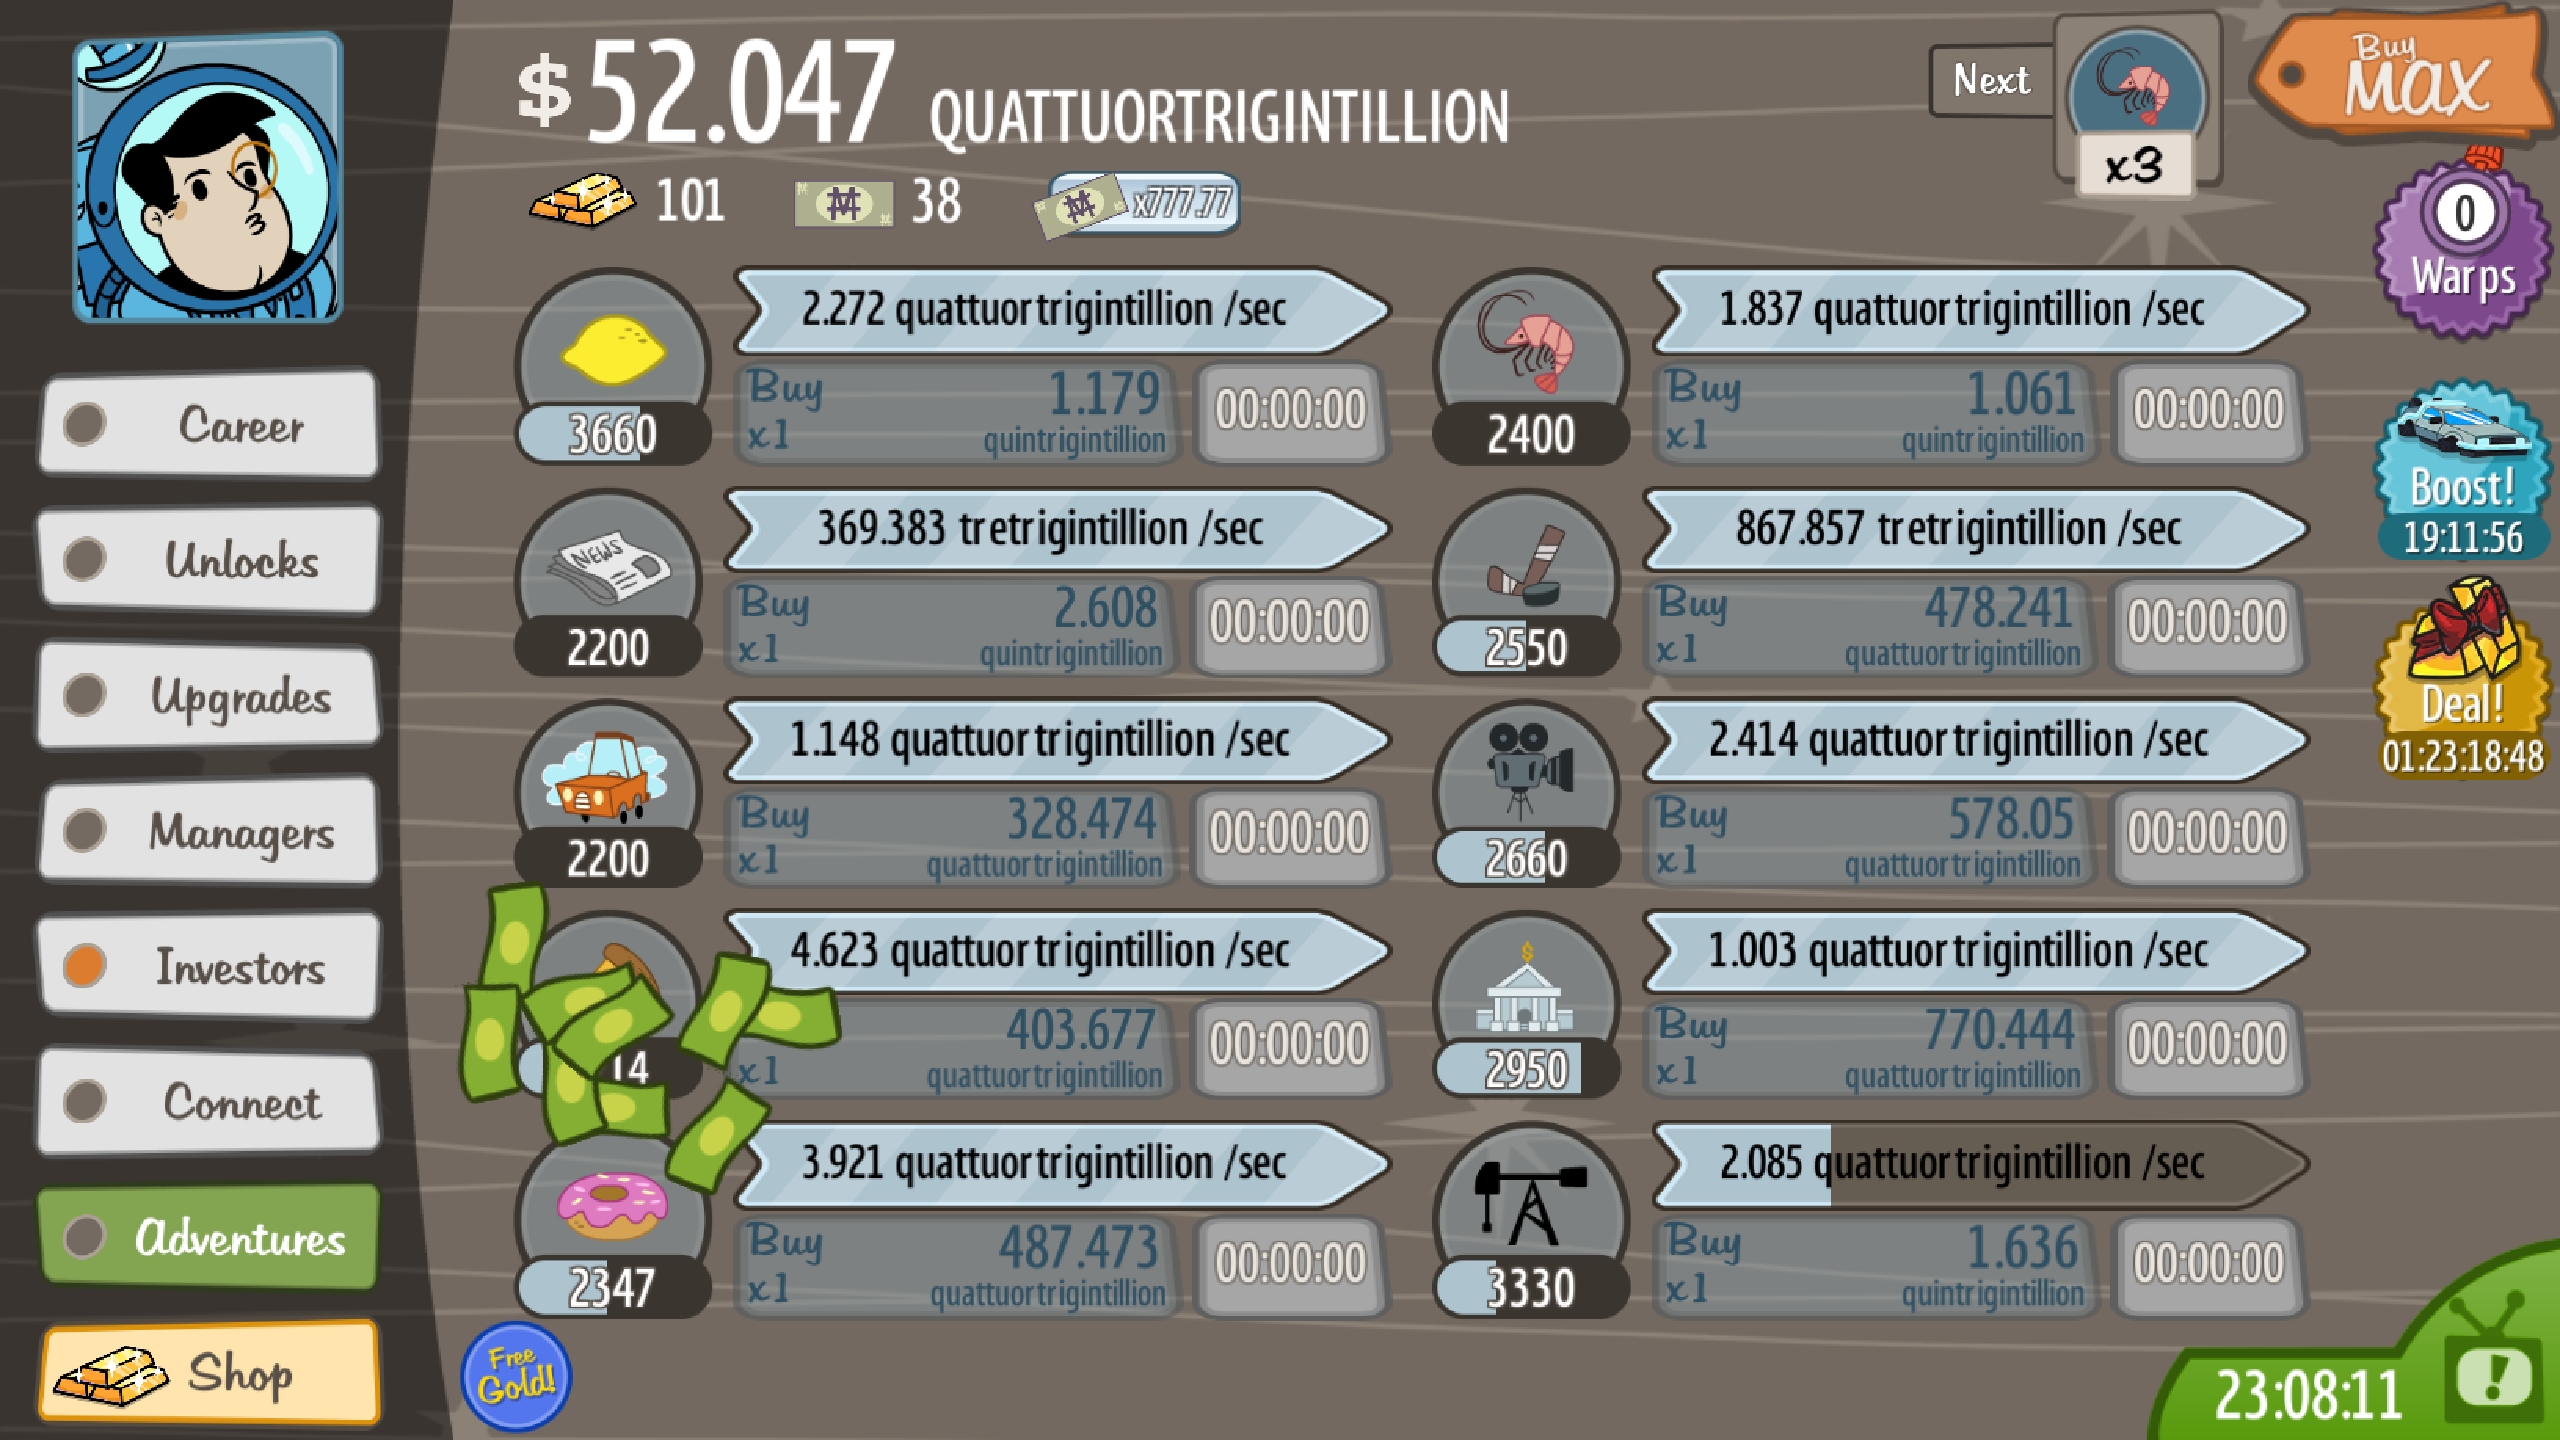 $52.047 QUATTUORTRIGINTILLION
Next
x3
Buy
MAX
101
38
x777.77
0
Warps
Boost!
19:11:56
Deal!
01:23:18:48
Career
Unlocks
Upgrades
Managers
Investors
Connect
Adventures
Shop
2.272 quattuortrigintillion /sec
3660
Buy
x1
1.179
quintrigintillion
00:00:00
1.837 quattuortrigintillion /sec
2400
Buy
x1
1.061
quintrigintillion
00:00:00
NEWS
369.383 tretrigintillion /sec
2200
Buy
x1
2.608
quintrigintillion
00:00:00
867.857 tretrigintillion /sec
2550
Buy
x1
478.241
quattuortrigintillion
00:00:00
1.148 quattuortrigintillion /sec
2200
Buy
x1
328.474
quattuortrigintillion
00:00:00
2.414 quattuortrigintillion /sec
2660
Buy
x1
578.05
quattuortrigintillion
00:00:00
4.623 quattuortrigintillion /sec
14
x1
403.677
quattuortrigintillion
00:00:00
$
1.003 quattuortrigintillion /sec
2950
Buy
x1
770.444
quattuortrigintillion
00:00:00
3.921 quattuortrigintillion /sec
2347
Buy
x1
487.473
quattuortrigintillion
00:00:00
2.085 quattuortrigintillion /sec
3330
Buy
x1
1.636
quintrigintillion
00:00:00
Free
Gold!
23:08:11
!